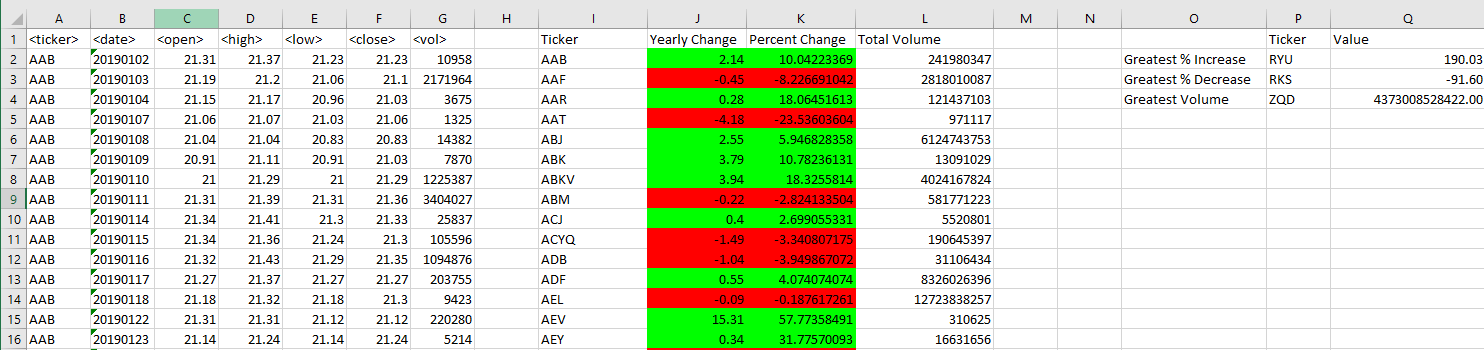 A B C D E F G H I J K L M N O P Q
1 <ticker> <date> <open> <high> <low> <close> <vol> Ticker Yearly Change Percent Change Total Volume Ticker Value
2 AAB 20190102 21.31 21.37 21.23 21.23 10958 AAB 2.14 10.04223369 241980347 Greatest % Increase RYU 190.03
3 AAB 20190103 21.19 21.2 21.06 21.1 2171964 AAF -0.45 -8.226691042 2818010087 Greatest % Decrease RKS -91.60
4 AAB 20190104 21.15 21.17 20.96 21.03 3675 AAR 0.28 18.06451613 121437103 Greatest Volume ZQD 4373008528422.00
5 AAB 20190107 21.06 21.07 21.03 21.06 1325 AAT -4.18 -23.53603604 971117
6 AAB 20190108 21.04 21.04 20.83 20.83 14382 ABJ 2.55 5.946828358 6124743753
7 AAB 20190109 20.91 21.11 20.91 21.03 7870 ABK 3.79 10.78236131 13091029
8 AAB 20190110 21 21.29 21 21.29 1225387 ABKV 3.94 18.3255814 4024167824
9 AAB 20190111 21.31 21.39 21.31 21.36 3404027 ABM -0.22 -2.824133504 581771223
10 AAB 20190114 21.34 21.41 21.3 21.33 25837 ACJ 0.4 2.699055331 5520801
11 AAB 20190115 21.34 21.36 21.24 21.3 105596 ACYQ -1.49 -3.340807175 190645397
12 AAB 20190116 21.32 21.43 21.29 21.35 1094876 ADB -1.04 -3.949867072 31106434
13 AAB 20190117 21.27 21.37 21.27 21.27 203755 ADF 0.55 4.074074074 8326026396
14 AAB 20190118 21.18 21.32 21.18 21.3 9423 AEL -0.09 -0.187617261 12723838257
15 AAB 20190122 21.31 21.31 21.12 21.12 220280 AEV 15.31 57.77358491 310625
16 AAB 20190123 21.14 21.24 21.14 21.24 5214 AEY 0.34 31.77570093 16631656